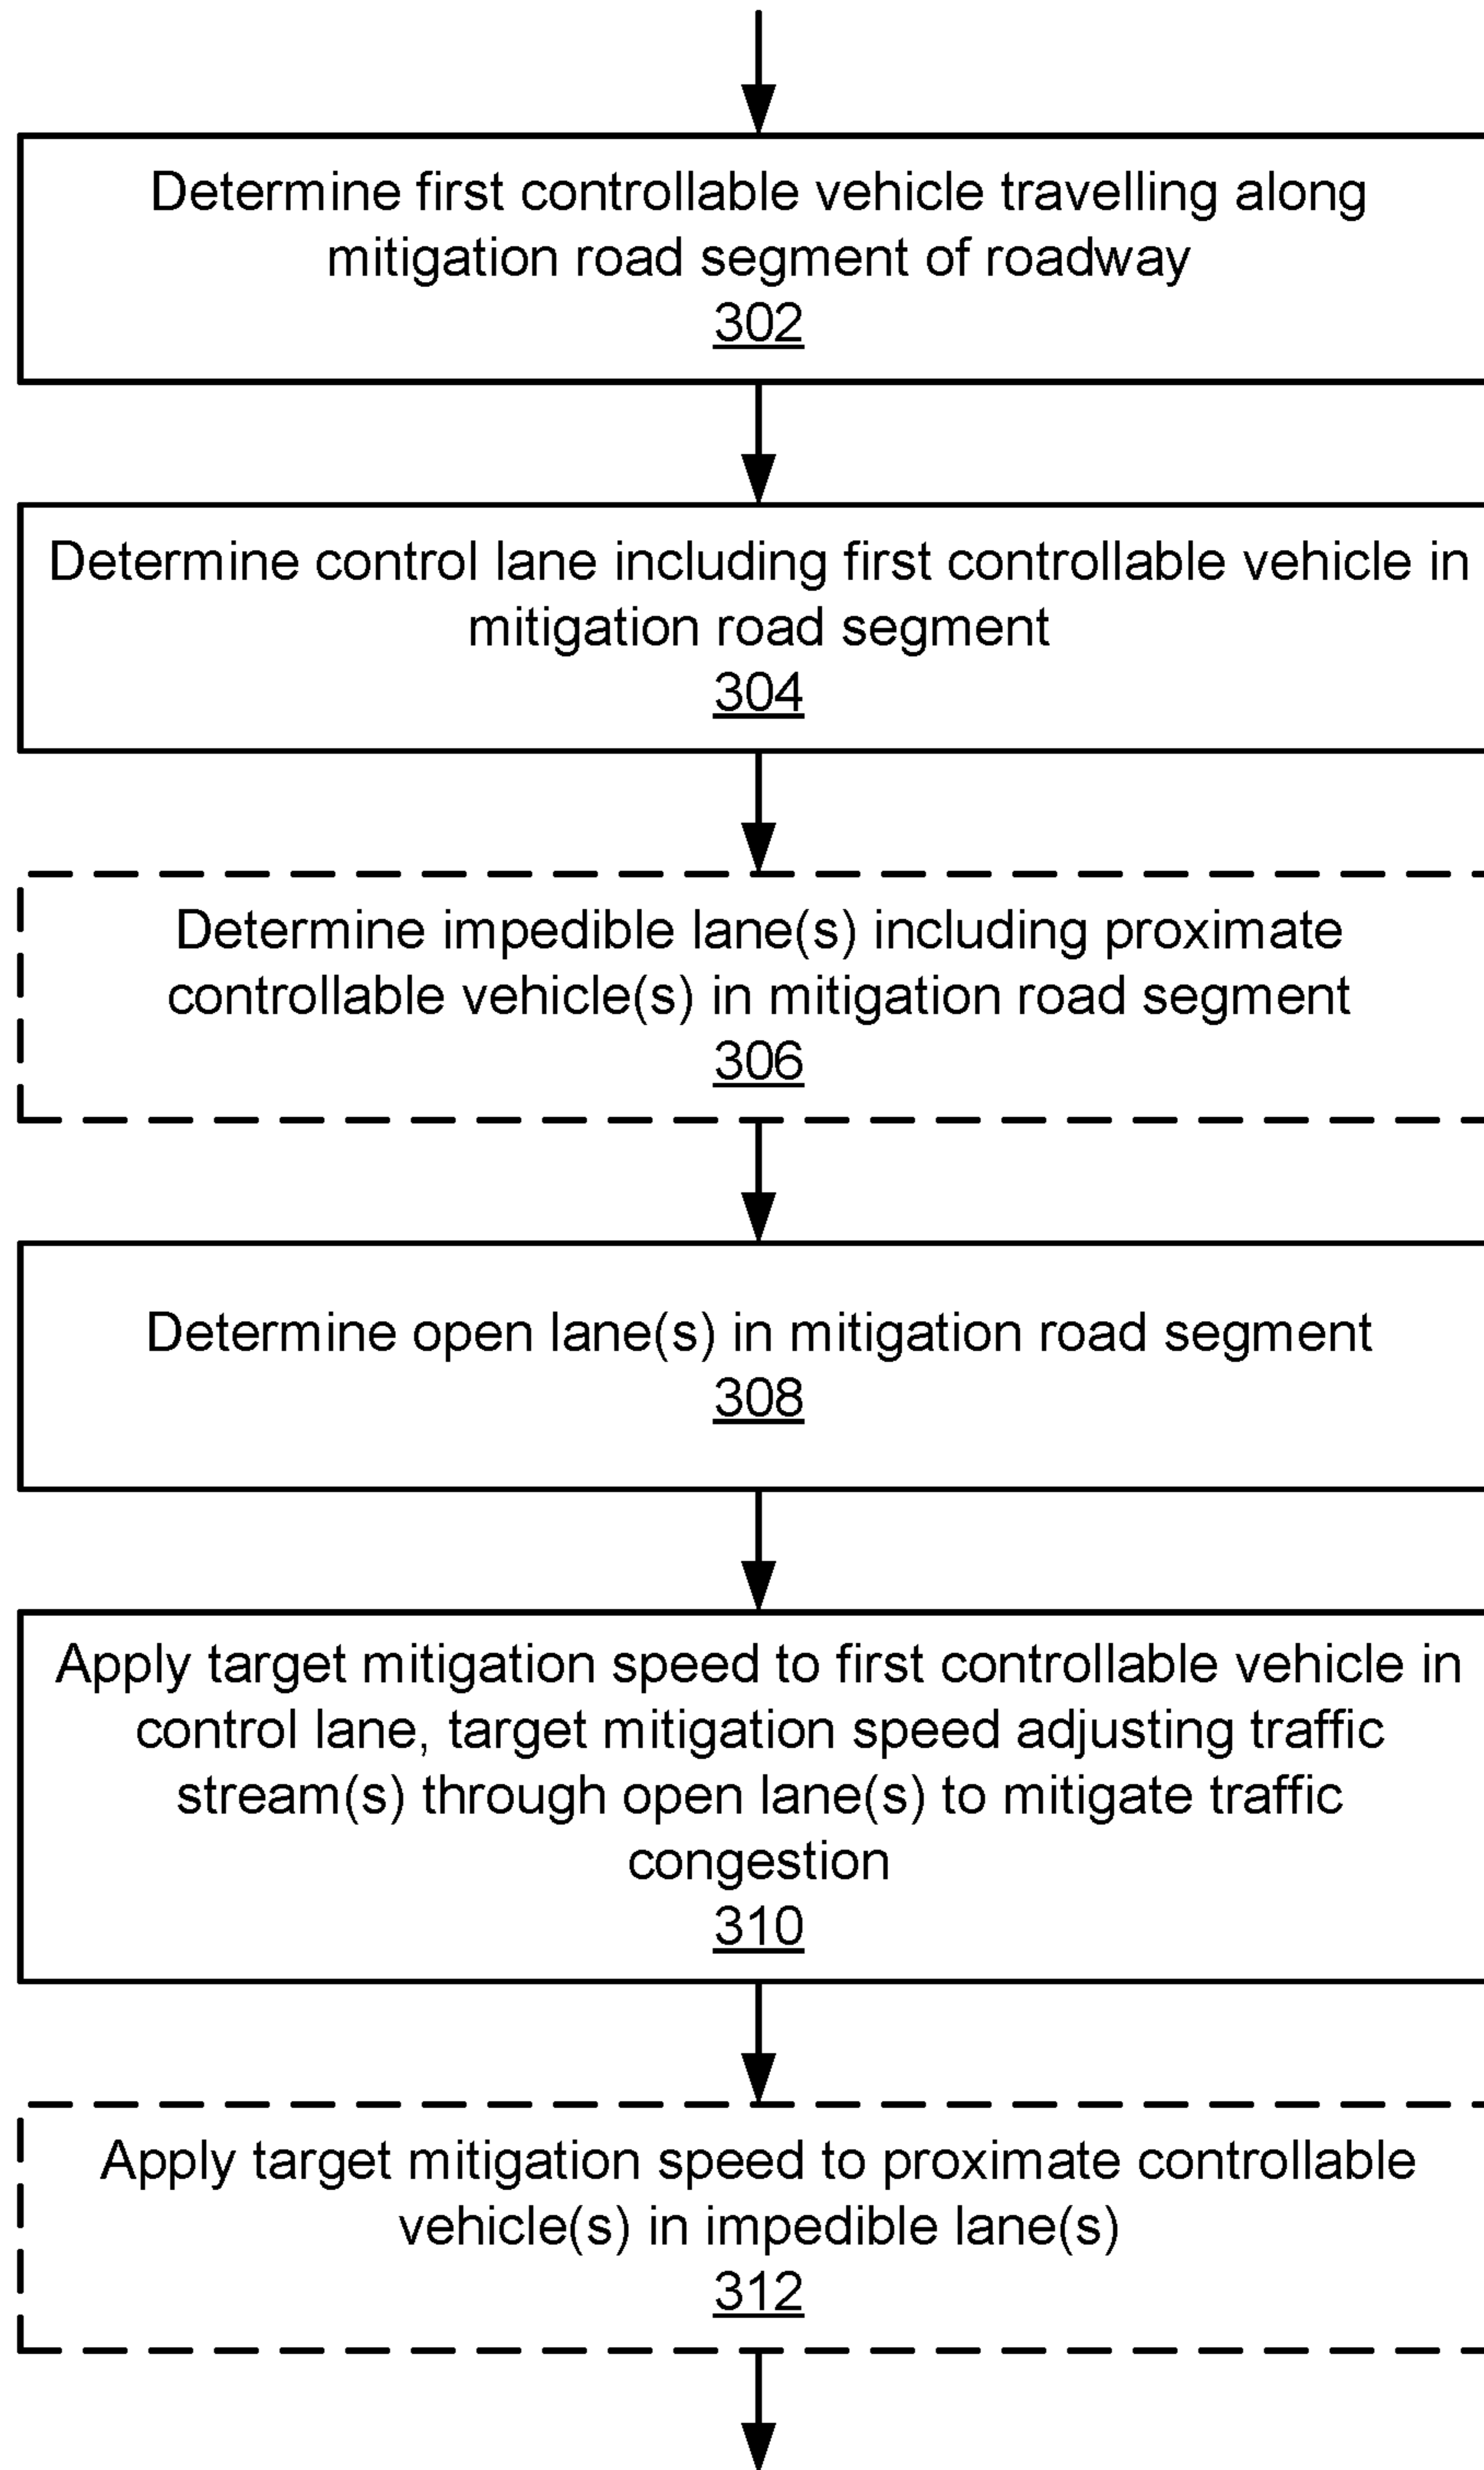 Determine first controllable vehicle travelling along
mitigation road segment of roadway
302
Determine control lane including first controllable vehicle in
mitigation road segment
304
Determine impedible lane(s) including proximate
controllable vehicle(s) in mitigation road segment
306
Determine open lane(s) in mitigation road segment
308
Apply target mitigation speed to first controllable vehicle in
control lane, target mitigation speed adjusting traffic
stream(s) through open lane(s) to mitigate traffic
congestion
310
Apply target mitigation speed to proximate controllable
vehicle(s) in impedible lane(s)
312